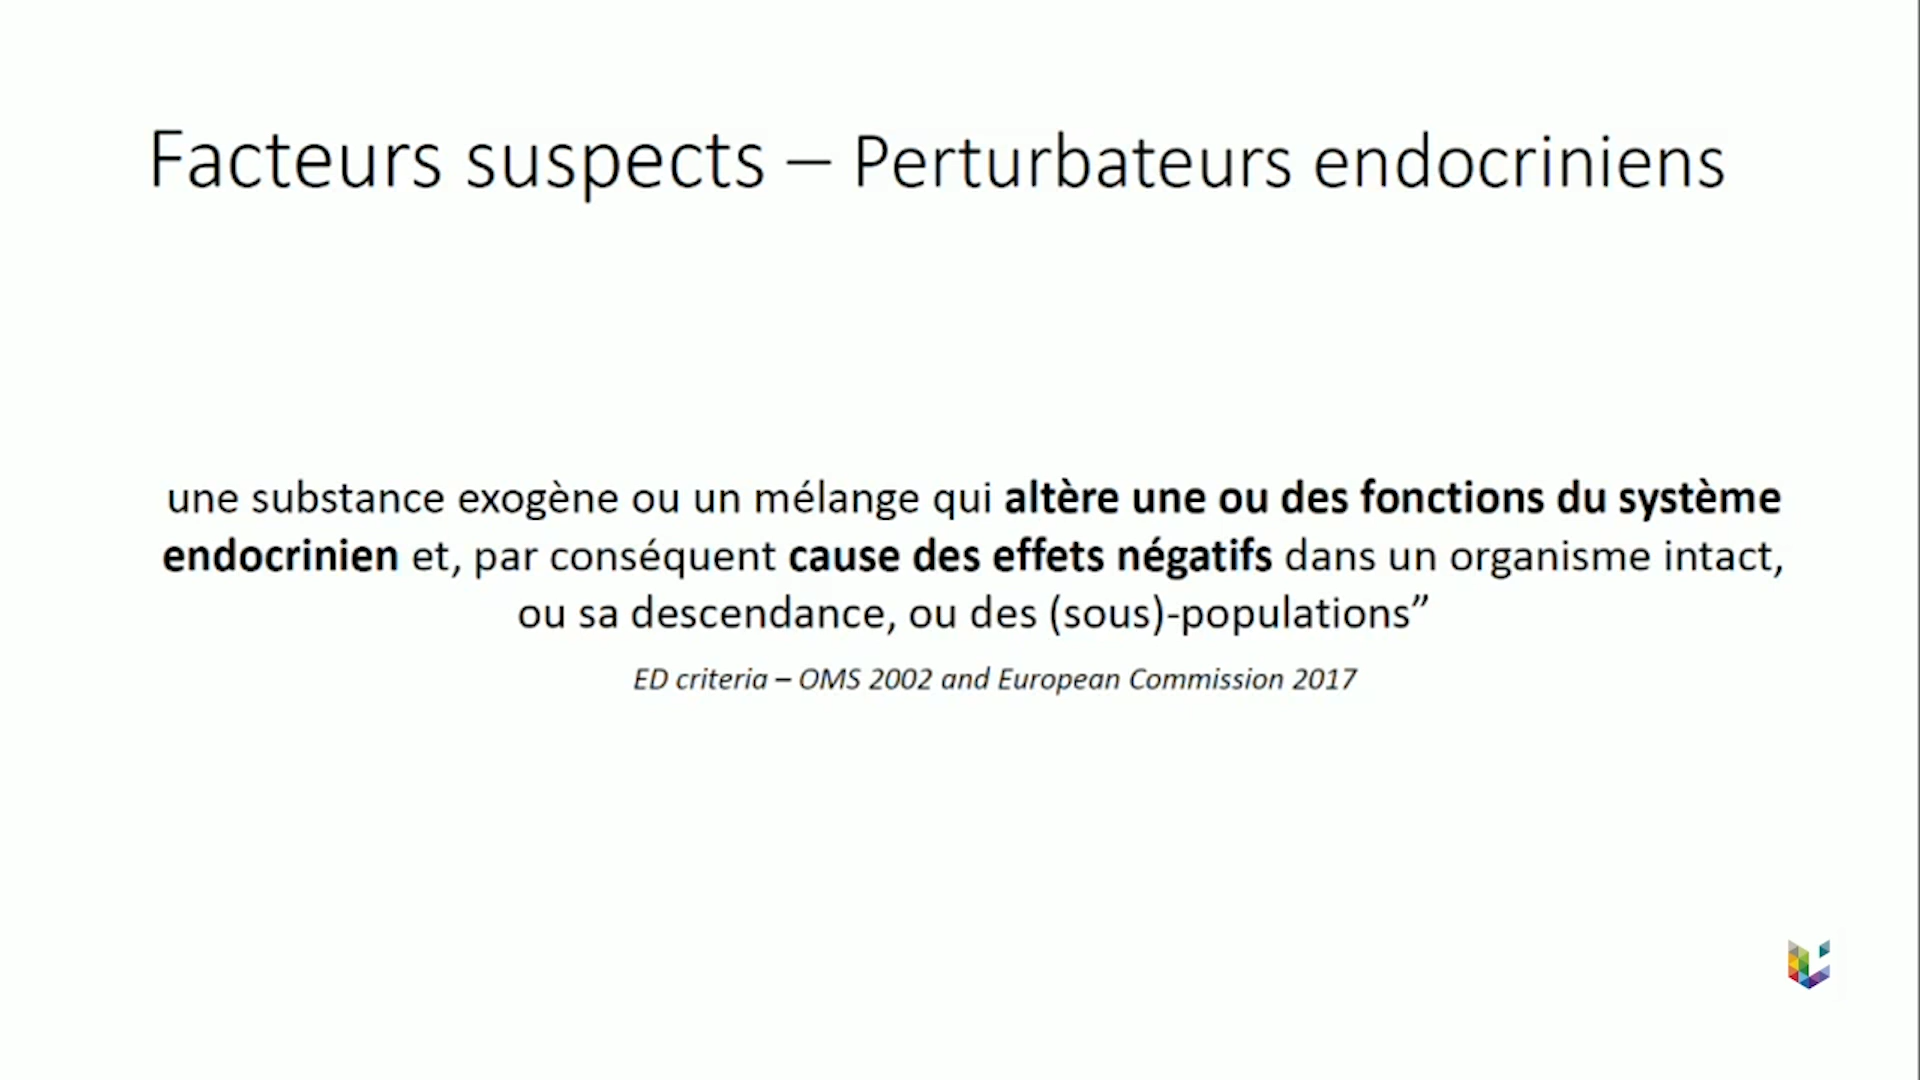 Facteurs suspects – Perturbateurs endocriniens
une substance exogène ou un mélange qui altère une ou des fonctions du système
endocrinien et, par conséquent cause des effets négatifs dans un organisme intact,
ou sa descendance, ou des (sous)-populations”
ED criteria – OMS 2002 and European Commission 2017